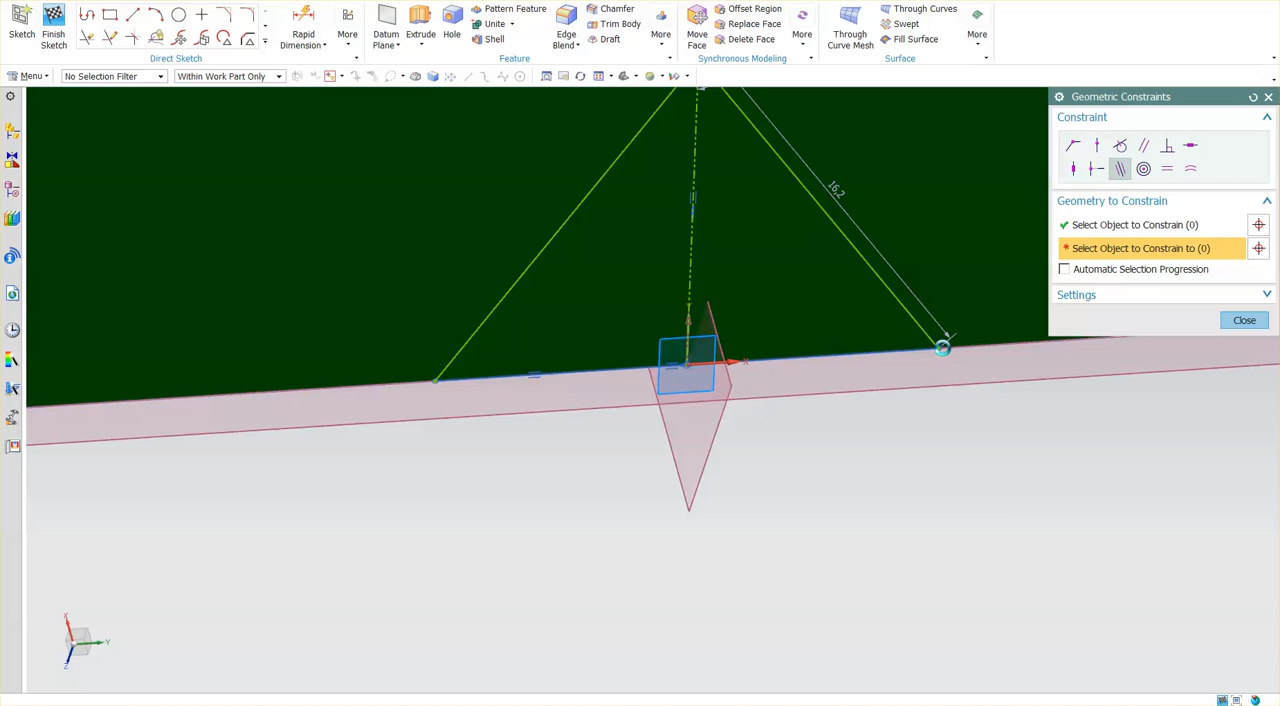 Sketch
Finish Sketch
Direct Sketch
Rapid Dimension
More
Datum Plane
Extrude
Hole
Pattern Feature
Unite
Shell
Edge Blend
Chamfer
Trim Body
Draft
More
Feature
Move Face
Offset Region
Replace Face
Delete Face
More
Synchronous Modeling
Through Curve Mesh
Through Curves
Swept
Fill Surface
More
Surface
Menu
No Selection Filter
Within Work Part Only
Geometric Constraints
Constraint
Geometry to Constrain
Select Object to Constrain (0)
* Select Object to Constrain to (0)
Automatic Selection Progression
Settings
Close
16,2
X
X
Y
Z